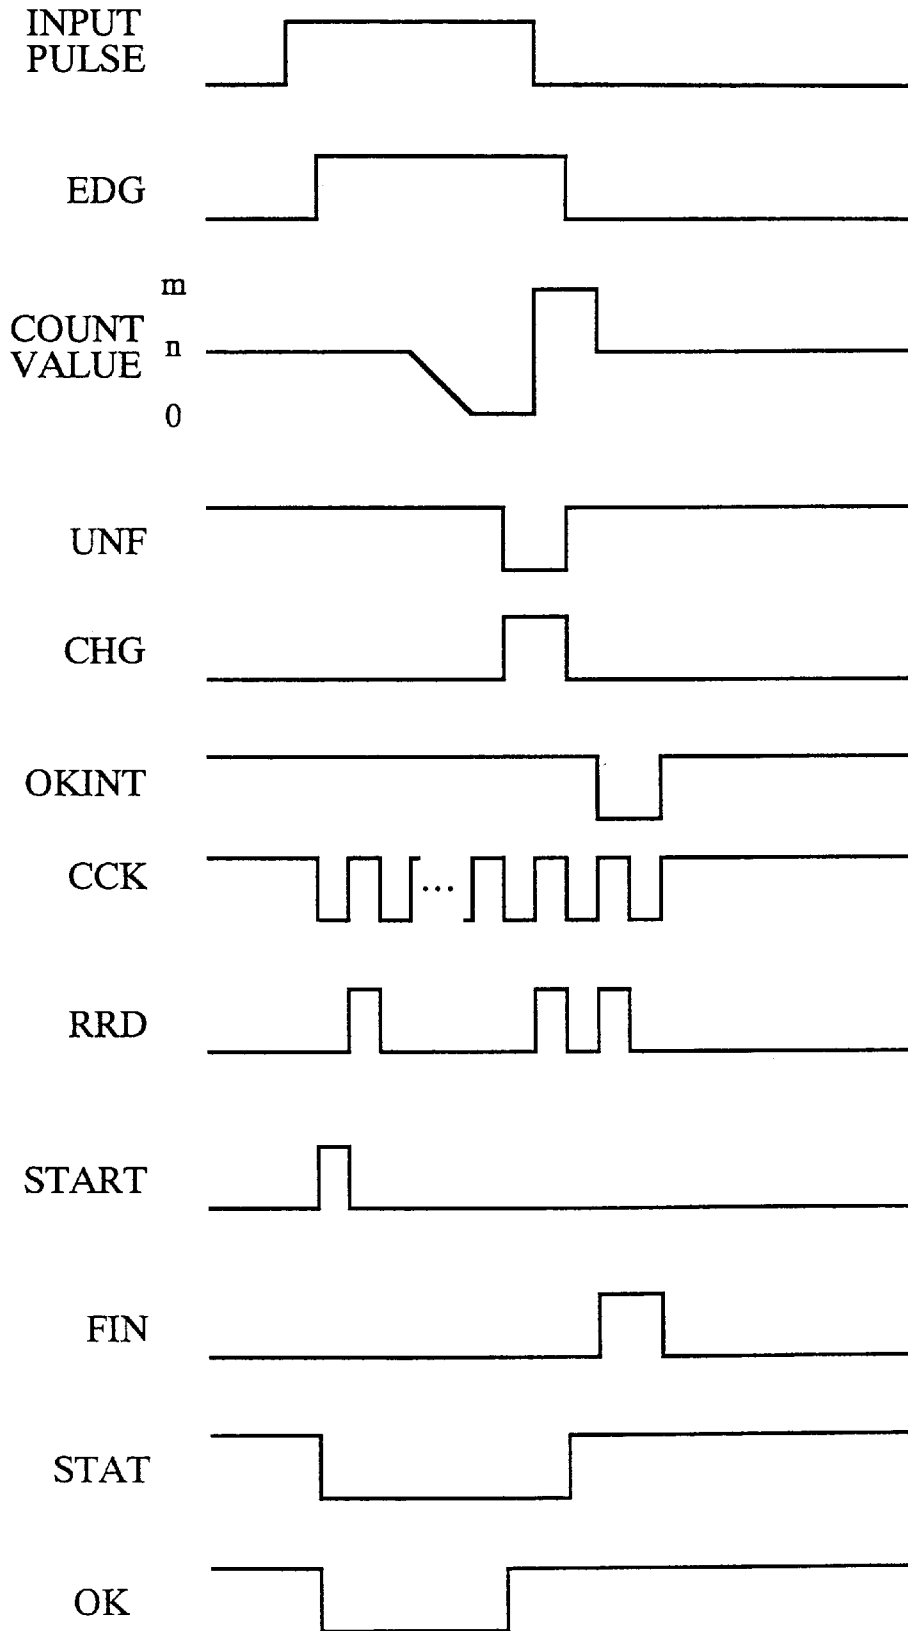 INPUT
PULSE
EDG
m
COUNT
VALUE
n
0
UNF
CHG
OKINT
CCK
...
RRD
START
FIN
STAT
OK